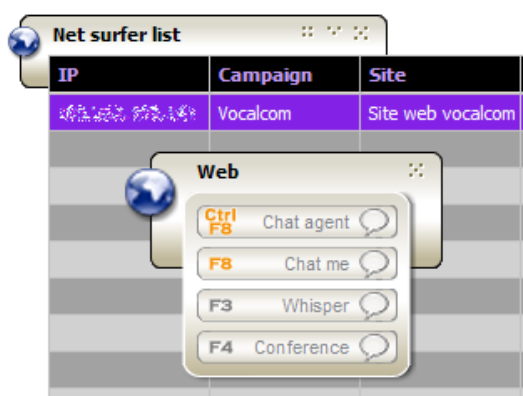 Net surfer list
IP Campaign Site
Vocalcom Site web vocalcom
Web
Ctrl F8 Chat agent
F8 Chat me
F3 Whisper
F4 Conference